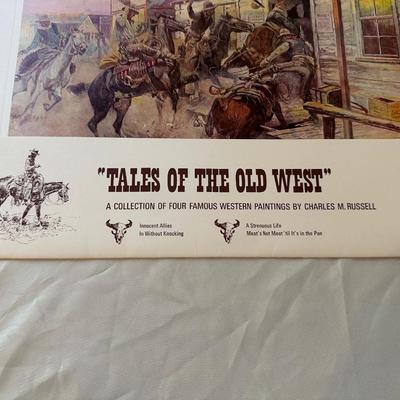 "TALES OF THE OLD WEST"
A COLLECTION OF FOUR FAMOUS WESTERN PAINTINGS BY CHARLES M. RUSSELL
Innocent Allies
In Without Knocking
A Strenuous Life
Meat's Not Meat 'til It's in the Pan